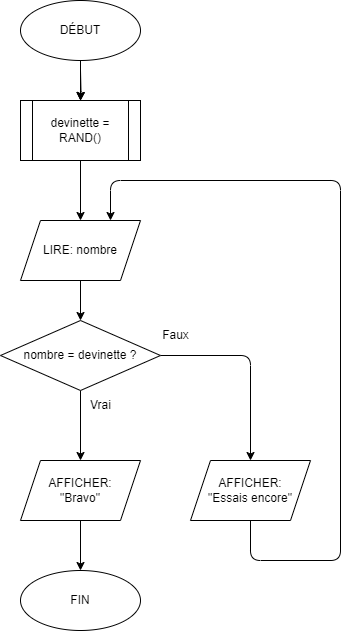 DÉBUT
devinette =
RAND()
LIRE: nombre
nombre = devinette ?
Faux
Vrai
AFFICHER:
"Bravo"
AFFICHER:
"Essais encore"
FIN